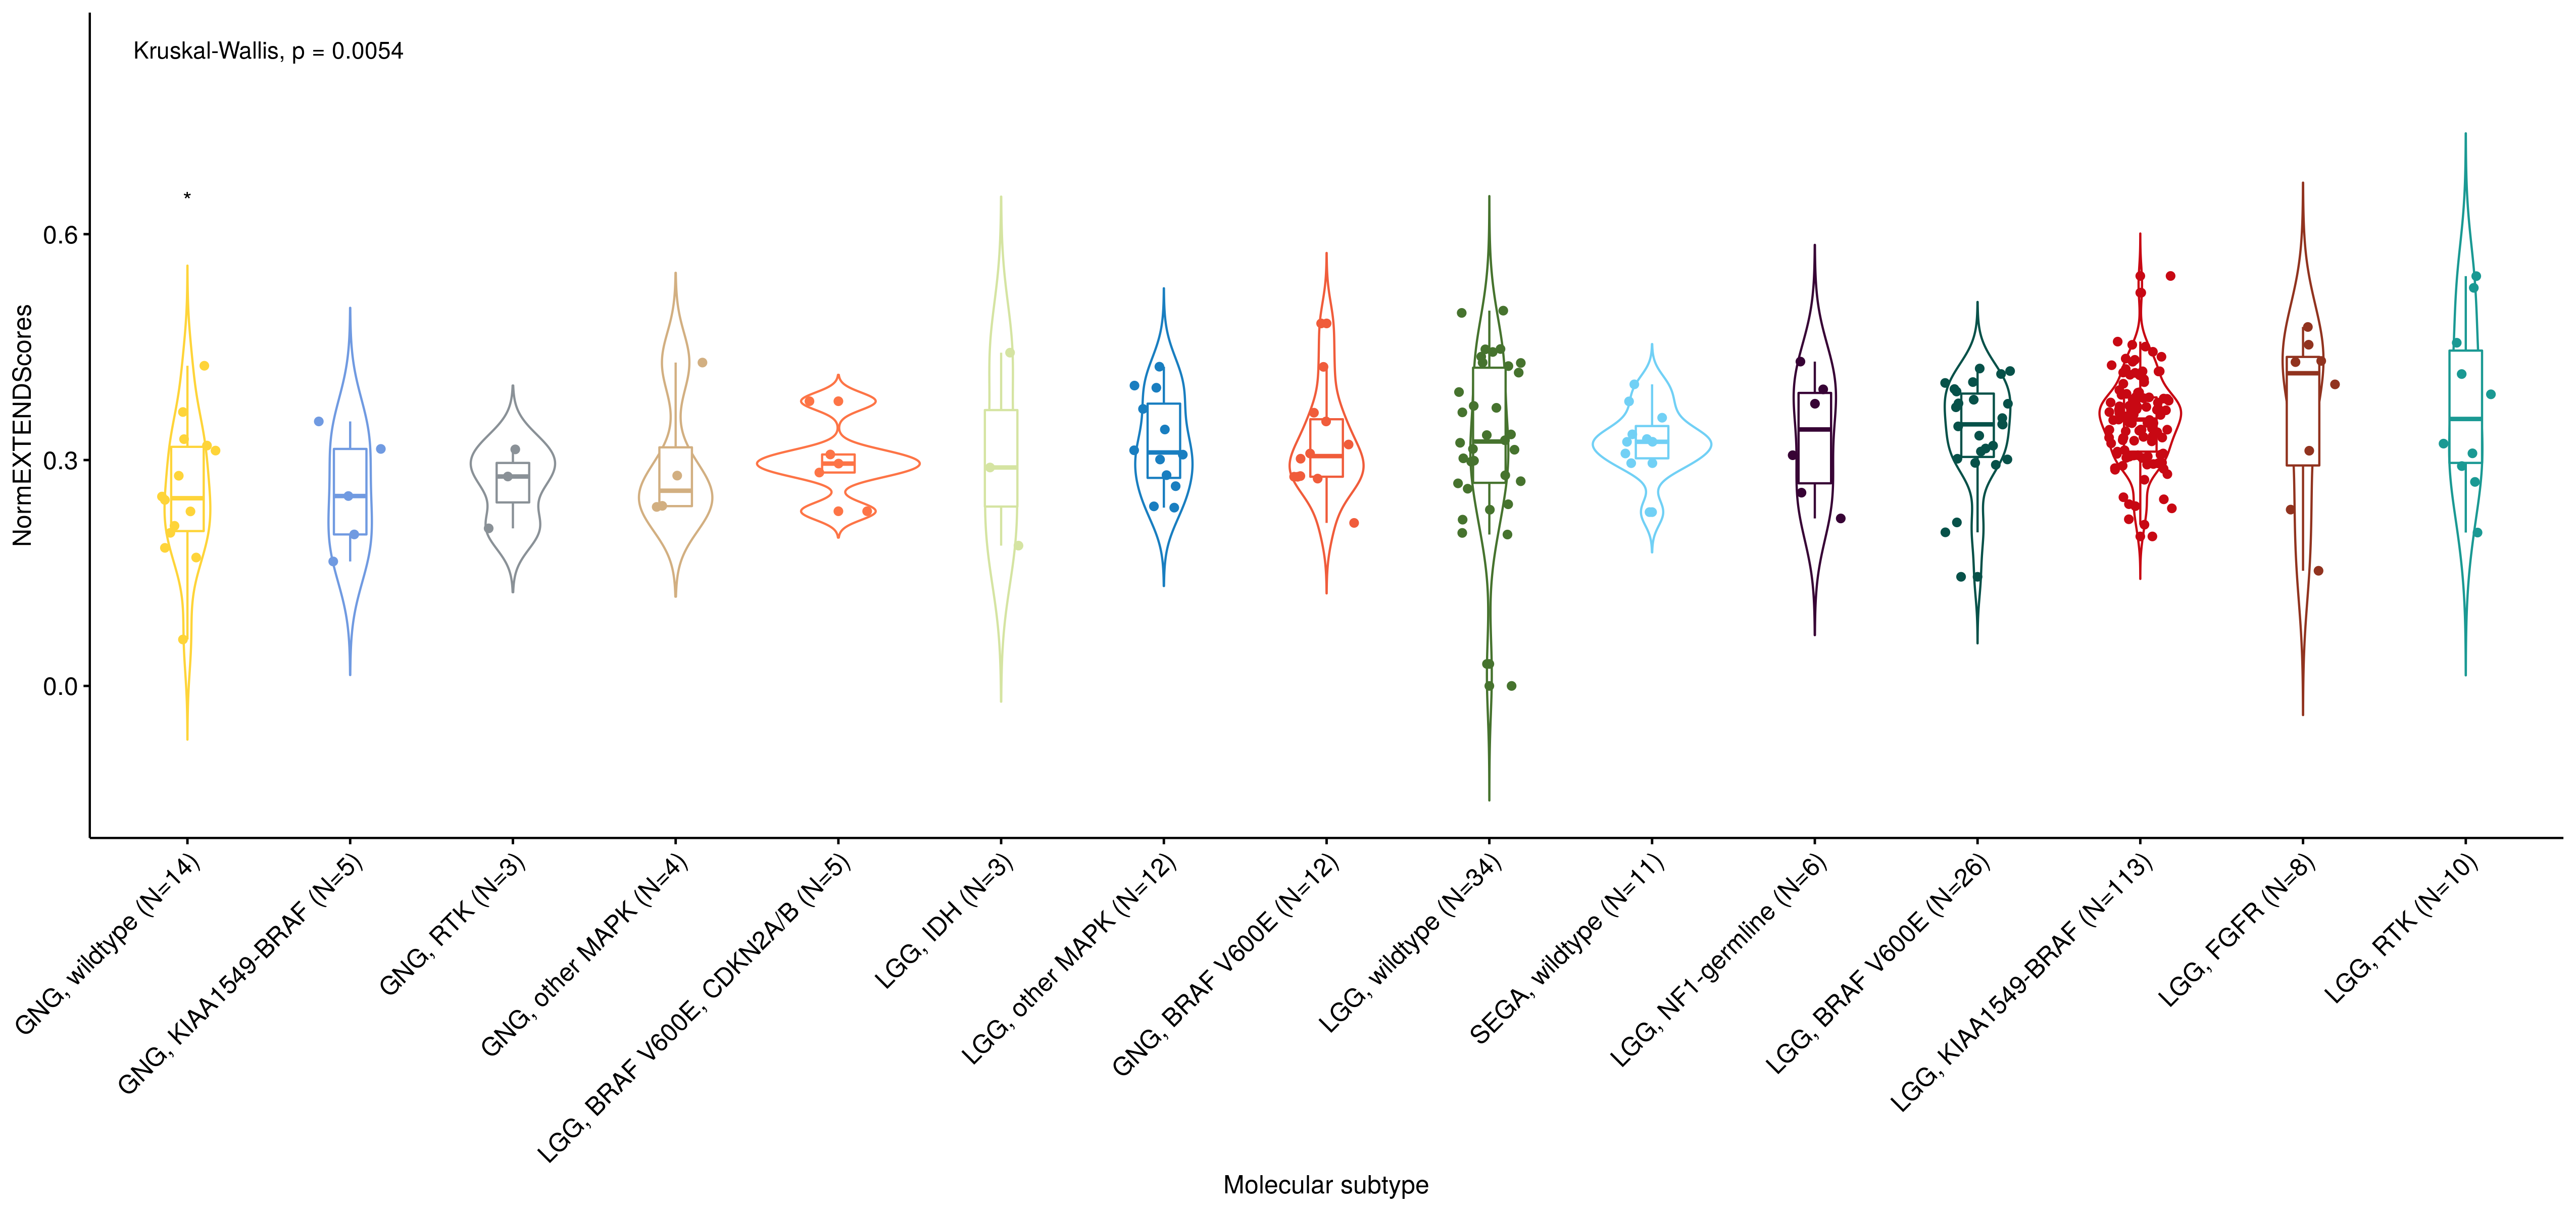 Kruskal-Wallis, p = 0.0054
*
NormEXTENDScores
0.6
0.3
0.0
GNG, wildtype (N=14)
GNG, KIAA1549-BRAF (N=5)
GNG, RTK (N=3)
GNG, other MAPK (N=4)
LGG, BRAF V600E, CDKN2A/B (N=5)
LGG, IDH (N=3)
LGG, other MAPK (N=12)
GNG, BRAF V600E (N=12)
LGG, wildtype (N=34)
SEGA, wildtype (N=11)
LGG, NF1-germline (N=6)
LGG, BRAF V600E (N=26)
LGG, KIAA1549-BRAF (N=113)
LGG, FGFR (N=8)
LGG, RTK (N=10)
Molecular subtype